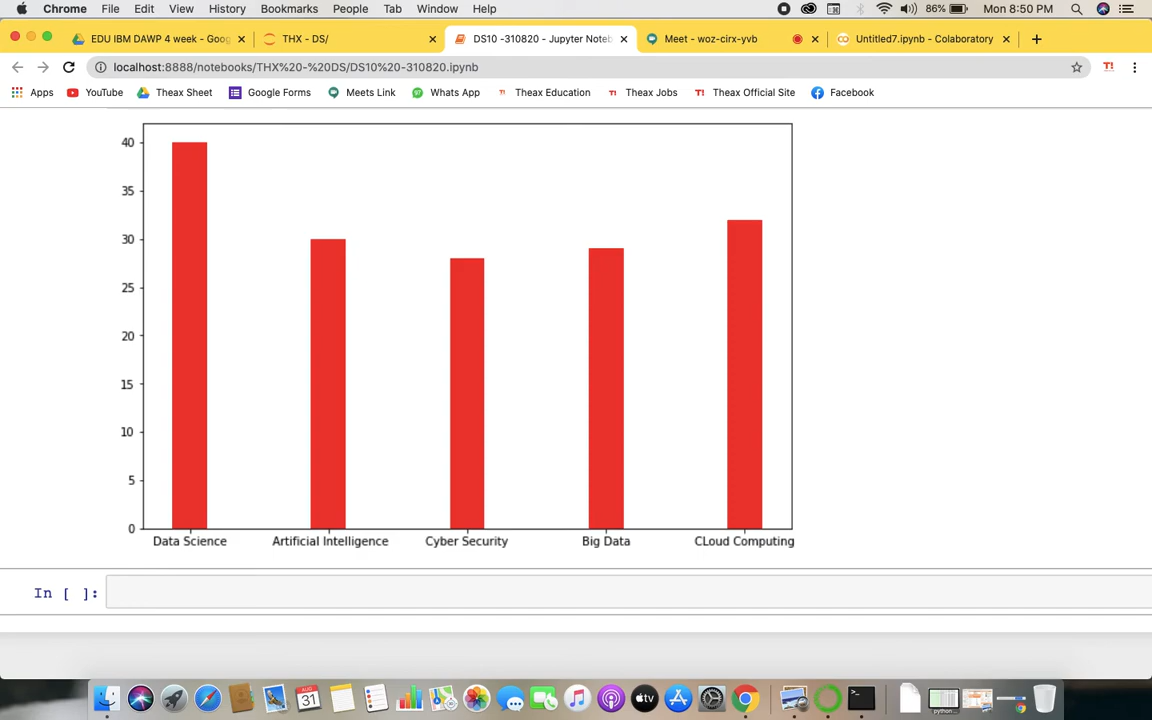 Chrome File Edit View History Bookmarks People Tab Window Help 86% Mon 8:50 PM
EDU IBM DAWP 4 week - Goog THX - DS/ DS10 -310820 - Jupyter Noteb Meet - woz-cirx-yvb Untitled7.ipynb - Colaboratory
localhost:8888/notebooks/THX%20-%20DS/DS10%20-310820.ipynb T!
Apps YouTube Theax Sheet Google Forms Meets Link Whats App T! Theax Education T! Theax Jobs T! Theax Official Site Facebook
40
35
30
25
20
15
10
5
0
Data Science Artificial Intelligence Cyber Security Big Data CLoud Computing
In [ ]:
AUG
31
tv
python